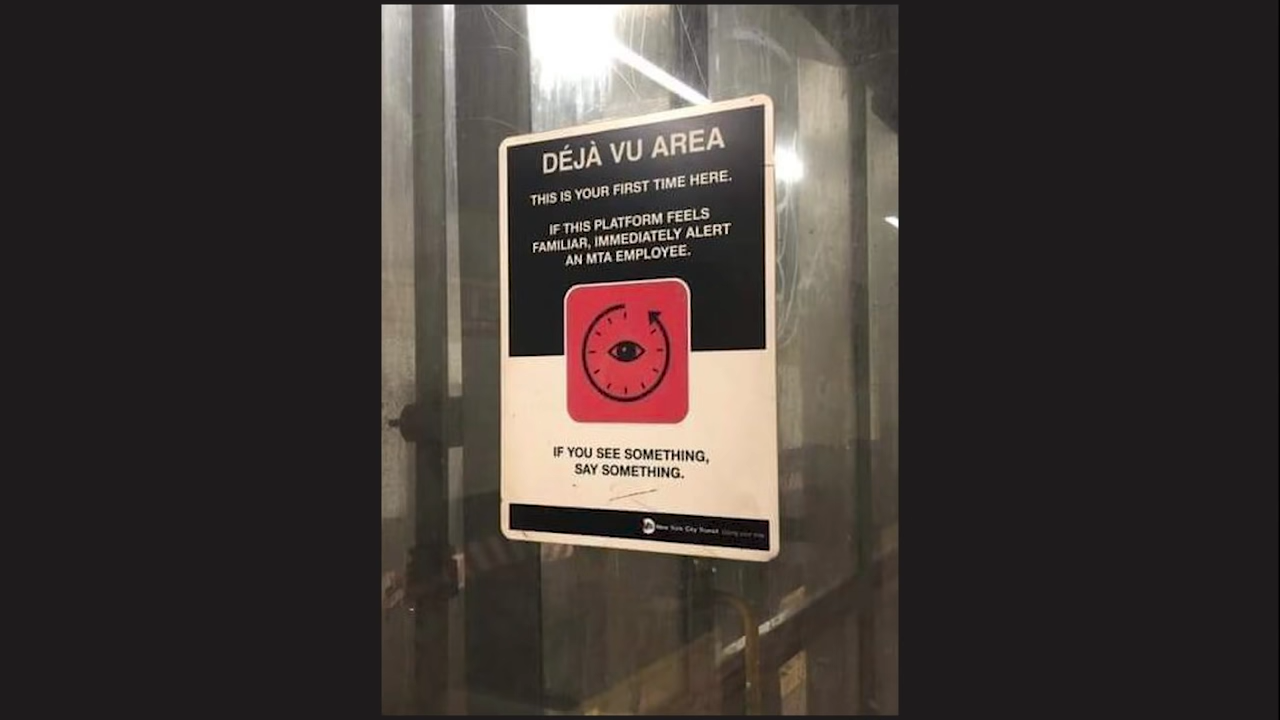 DÉJÀ VU AREA
THIS IS YOUR FIRST TIME HERE.
IF THIS PLATFORM FEELS
FAMILIAR, IMMEDIATELY ALERT
AN MTA EMPLOYEE.
IF YOU SEE SOMETHING,
SAY SOMETHING.
New York City Transit